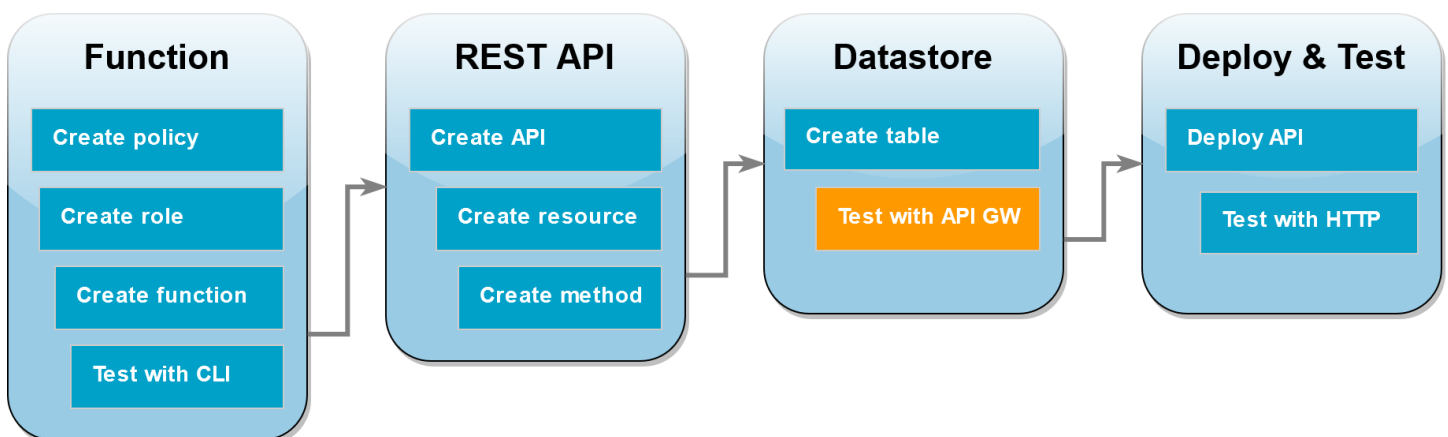 Function
Create policy
Create role
Create function
Test with CLI
REST API
Create API
Create resource
Create method
Datastore
Create table
Test with API GW
Deploy & Test
Deploy API
Test with HTTP